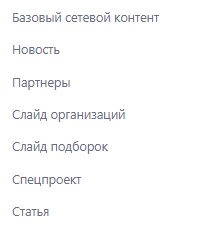 Базовый сетевой контент
Новость
Партнеры
Слайд организаций
Слайд подборок
Спецпроект
Статья